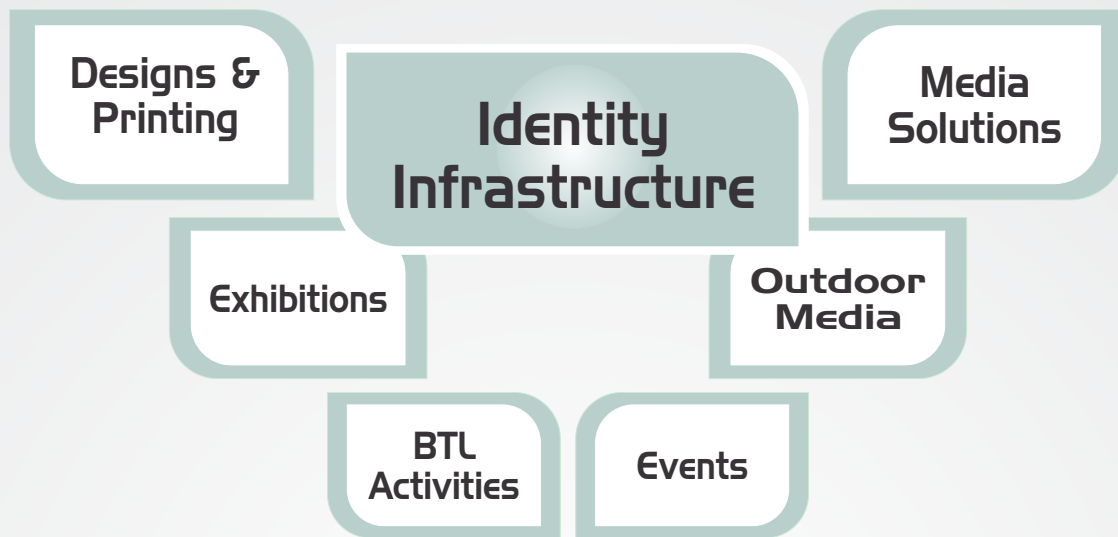 Designs &
Printing
Identity
Infrastructure
Media
Solutions
Exhibitions
Outdoor
Media
BTL
Activities
Events